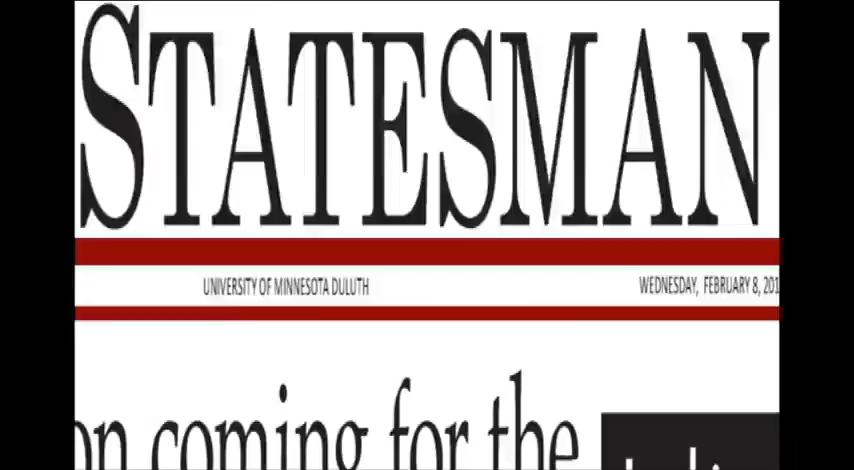 STATESMAN
UNIVERSITY OF MINNESOTA DULUTH
WEDNESDAY, FEBRUARY 8, 201
on coming for the